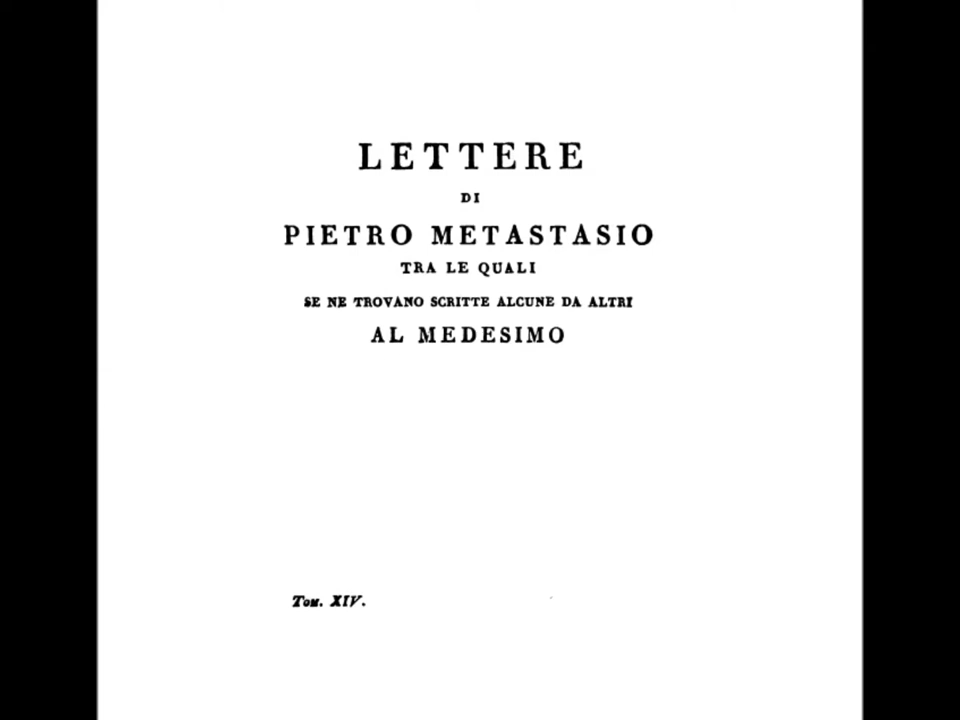 LETTERE
DI
PIETRO METASTASIO
TRA LE QUALI
SE NE TROVANO SCRITTE ALCUNE DA ALTRI
AL MEDESIMO
Tom. XIV.